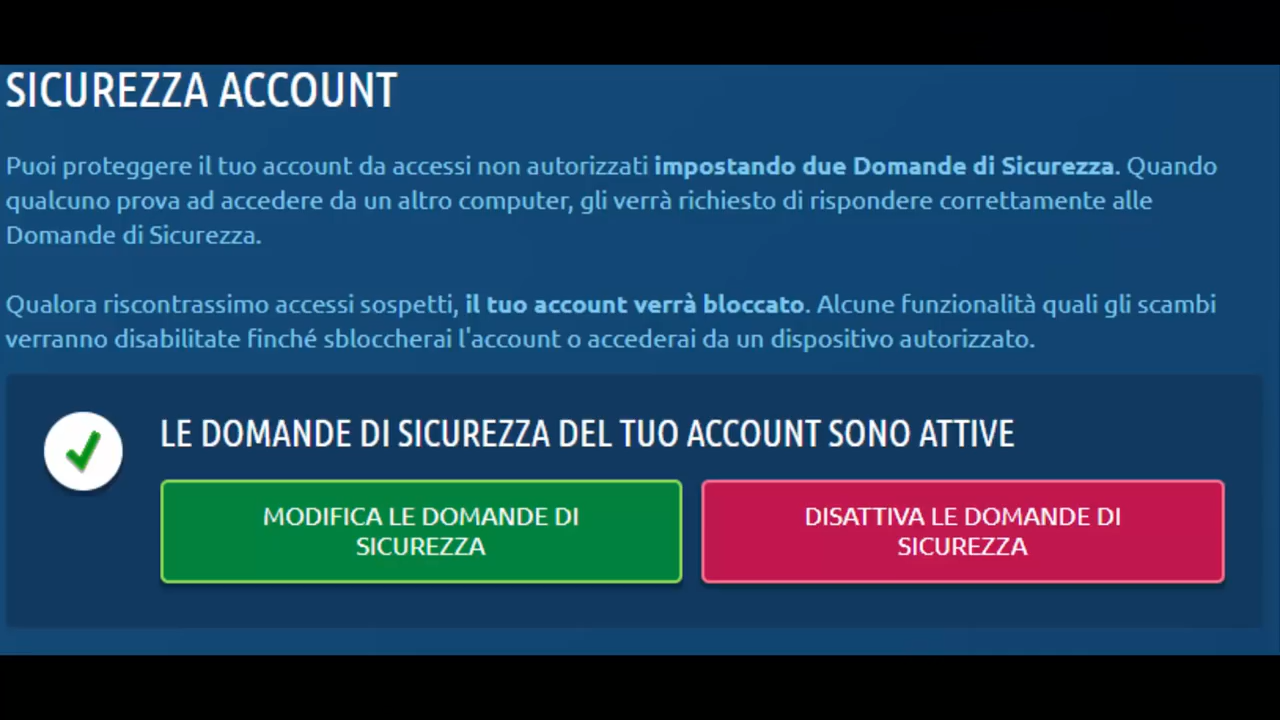 SICUREZZA ACCOUNT
Puoi proteggere il tuo account da accessi non autorizzati impostando due Domande di Sicurezza. Quando
qualcuno prova ad accedere da un altro computer, gli verrà richiesto di rispondere correttamente alle
Domande di Sicurezza.
Qualora riscontrassimo accessi sospetti, il tuo account verrà bloccato. Alcune funzionalità quali gli scambi
verranno disabilitate finché sbloccherai l'account o accederai da un dispositivo autorizzato.
LE DOMANDE DI SICUREZZA DEL TUO ACCOUNT SONO ATTIVE
MODIFICA LE DOMANDE DI
SICUREZZA
DISATTIVA LE DOMANDE DI
SICUREZZA